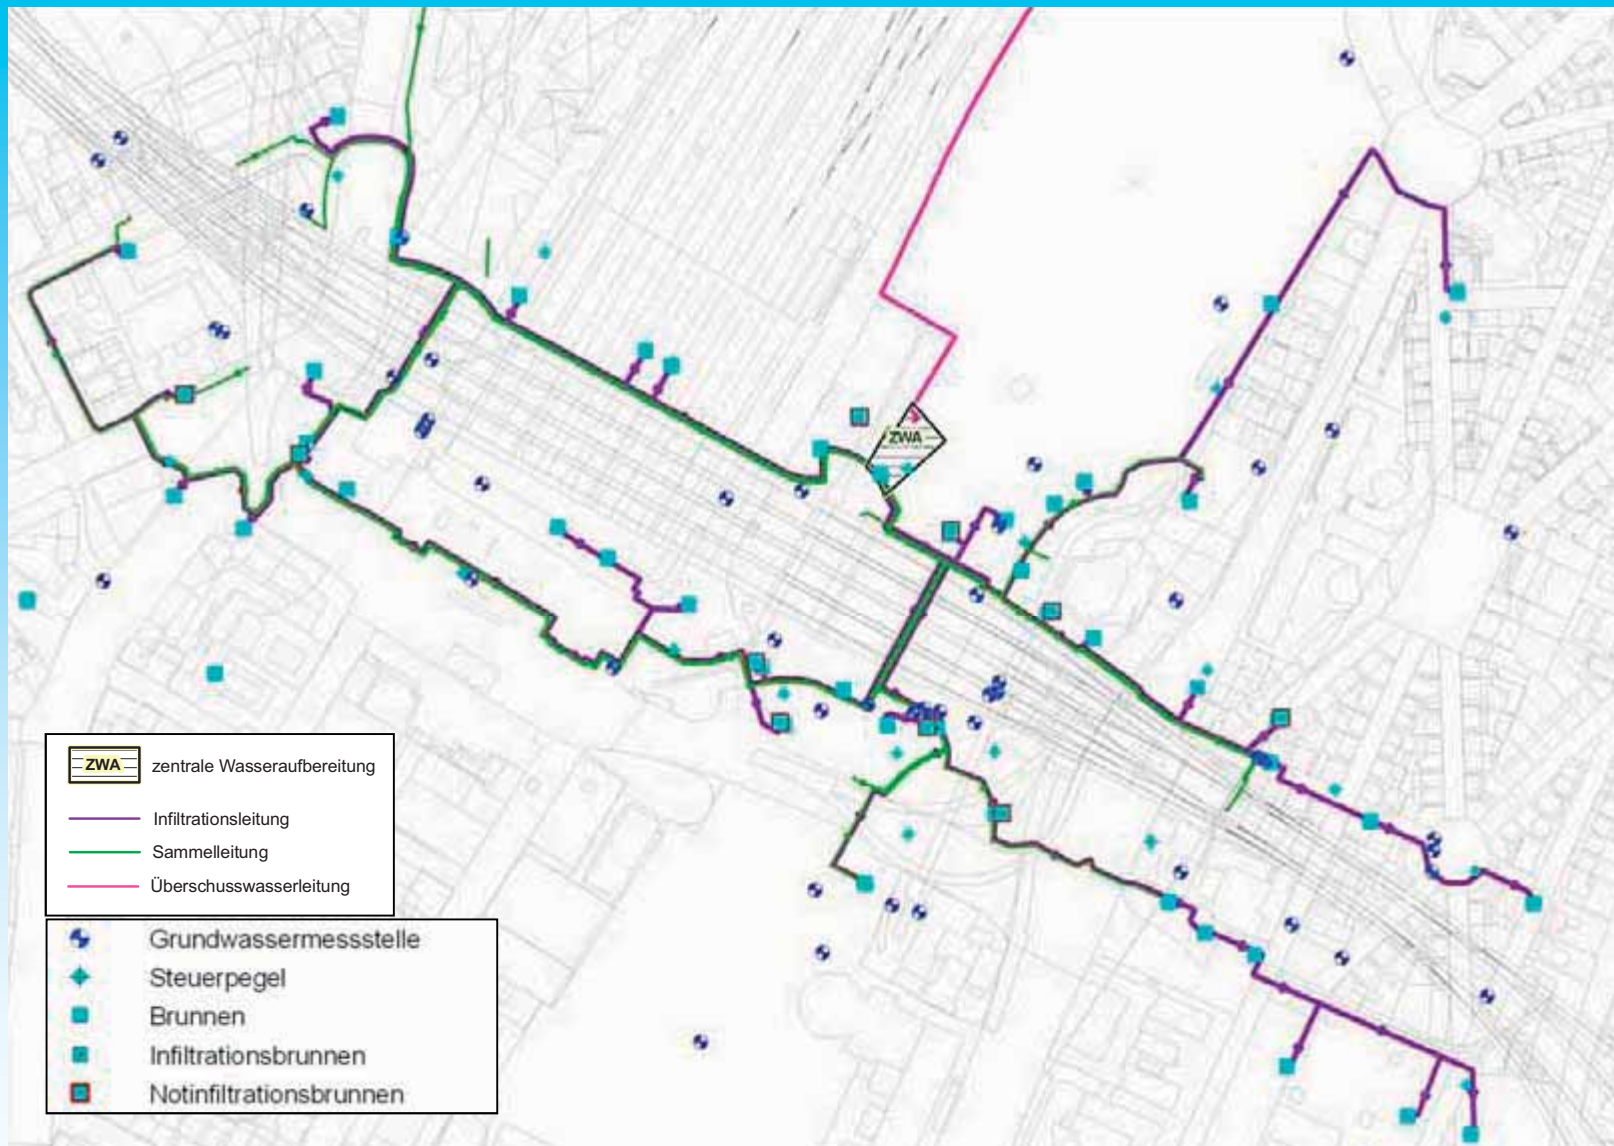 ZWA
ZWA zentrale Wasseraufbereitung
Infiltrationsleitung
Sammelleitung
Überschusswasserleitung
Grundwassermessstelle
Steuerpegel
Brunnen
Infiltrationsbrunnen
Notinfiltrationsbrunnen